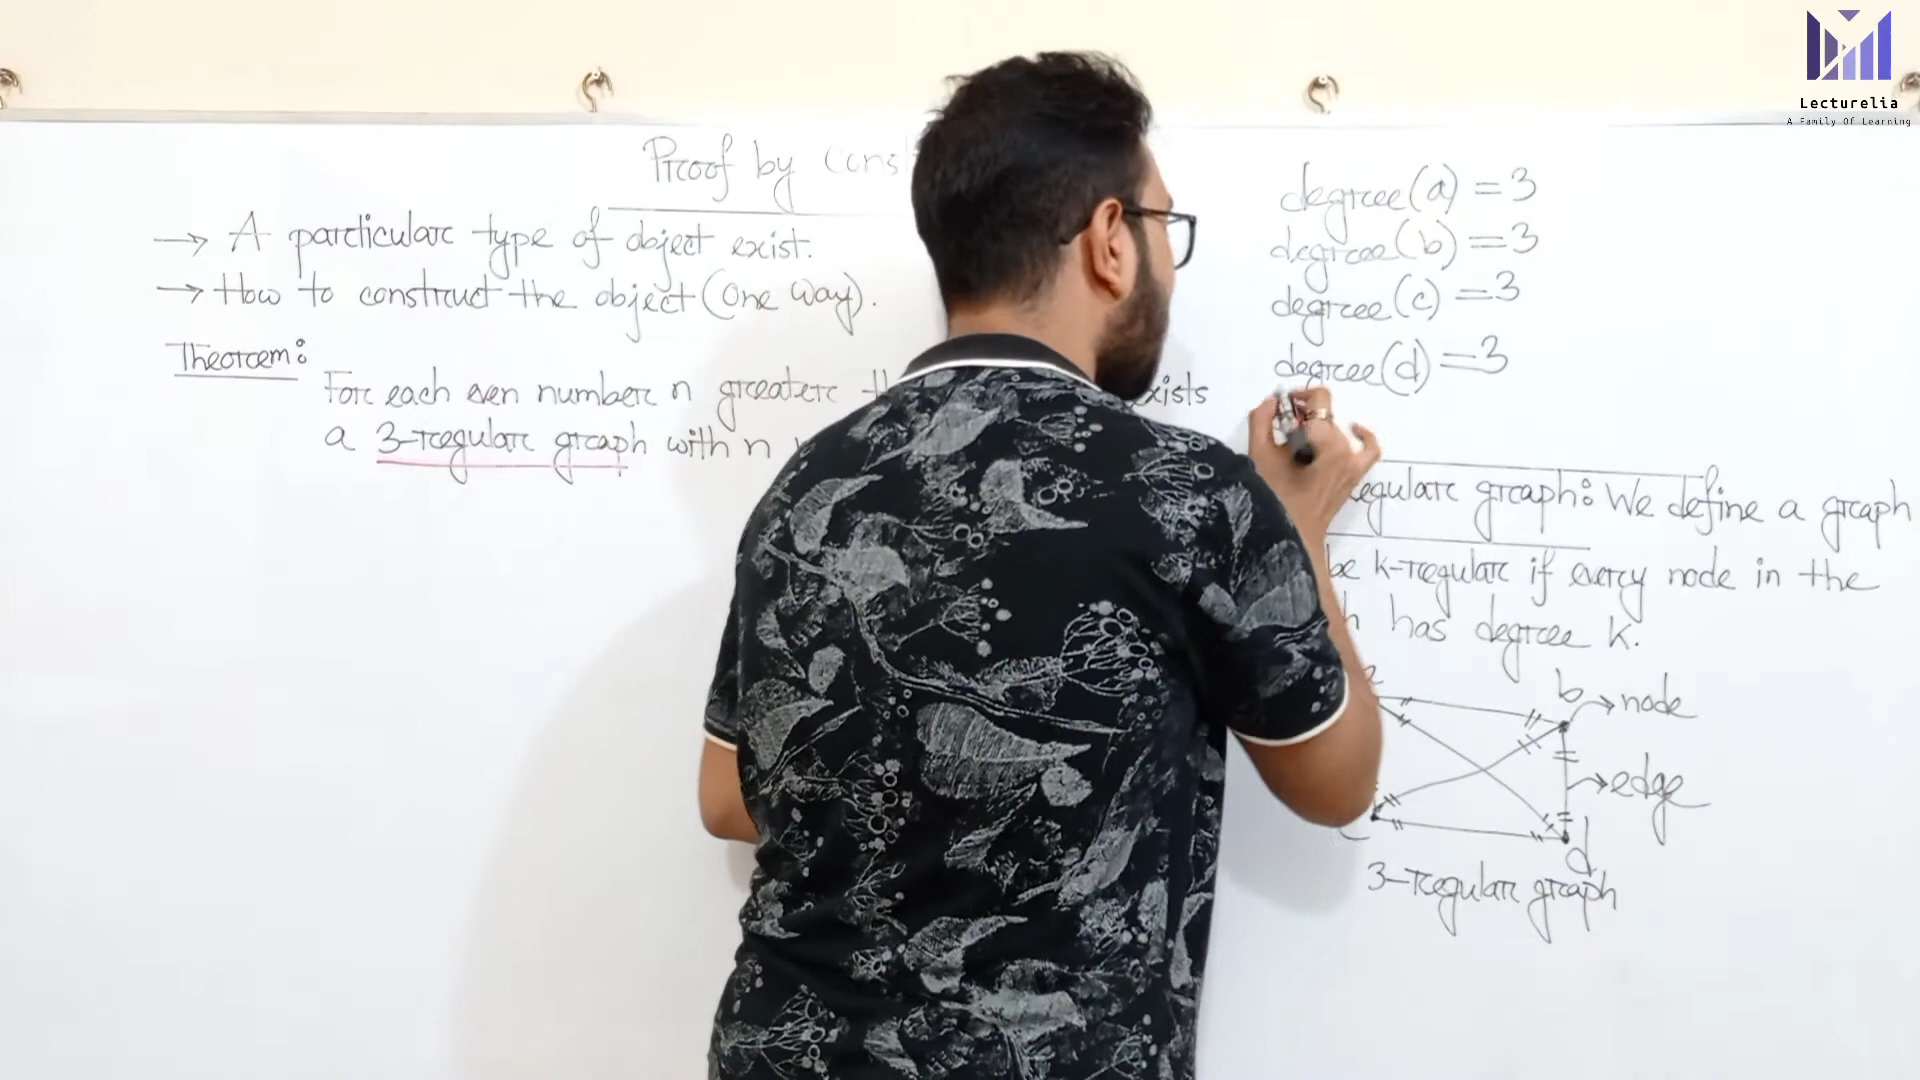 Lecturelia
A Family Of Learning
Proof by Cons
→ A particular type of object exist.
→ How to construct the object (One Way).
Theorem:
For each even number n greater exists
a 3-regular graph with n
degree(a) = 3
degree(b) = 3
degree(c) = 3
degree(d) = 3
regular graph: We define a graph
be k-regular if every node in the
has degree k.
b → node
→ edge
d
3-regular graph